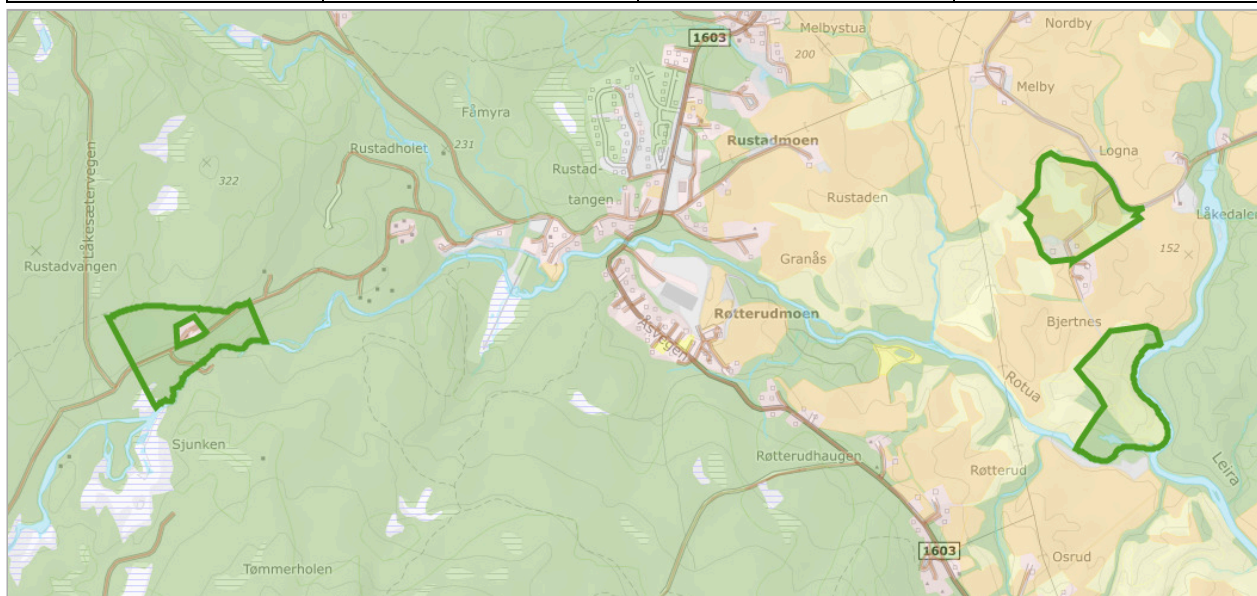 1603
Melbystua
200
Nordby
Melby
Fåmyra
231
Rustadholet
322
Låkesætervegen
Rustadmoen
Logna
Rustad-
tangen
Rustaden
Låkedalen
152
Rustadvangen
Granås
Røtterudmoen
Bjertnes
Åsvegen
Rotua
Sjunken
Røtterudhaugen
Røtterud
Leira
1603
Osrud
Tømmerholen